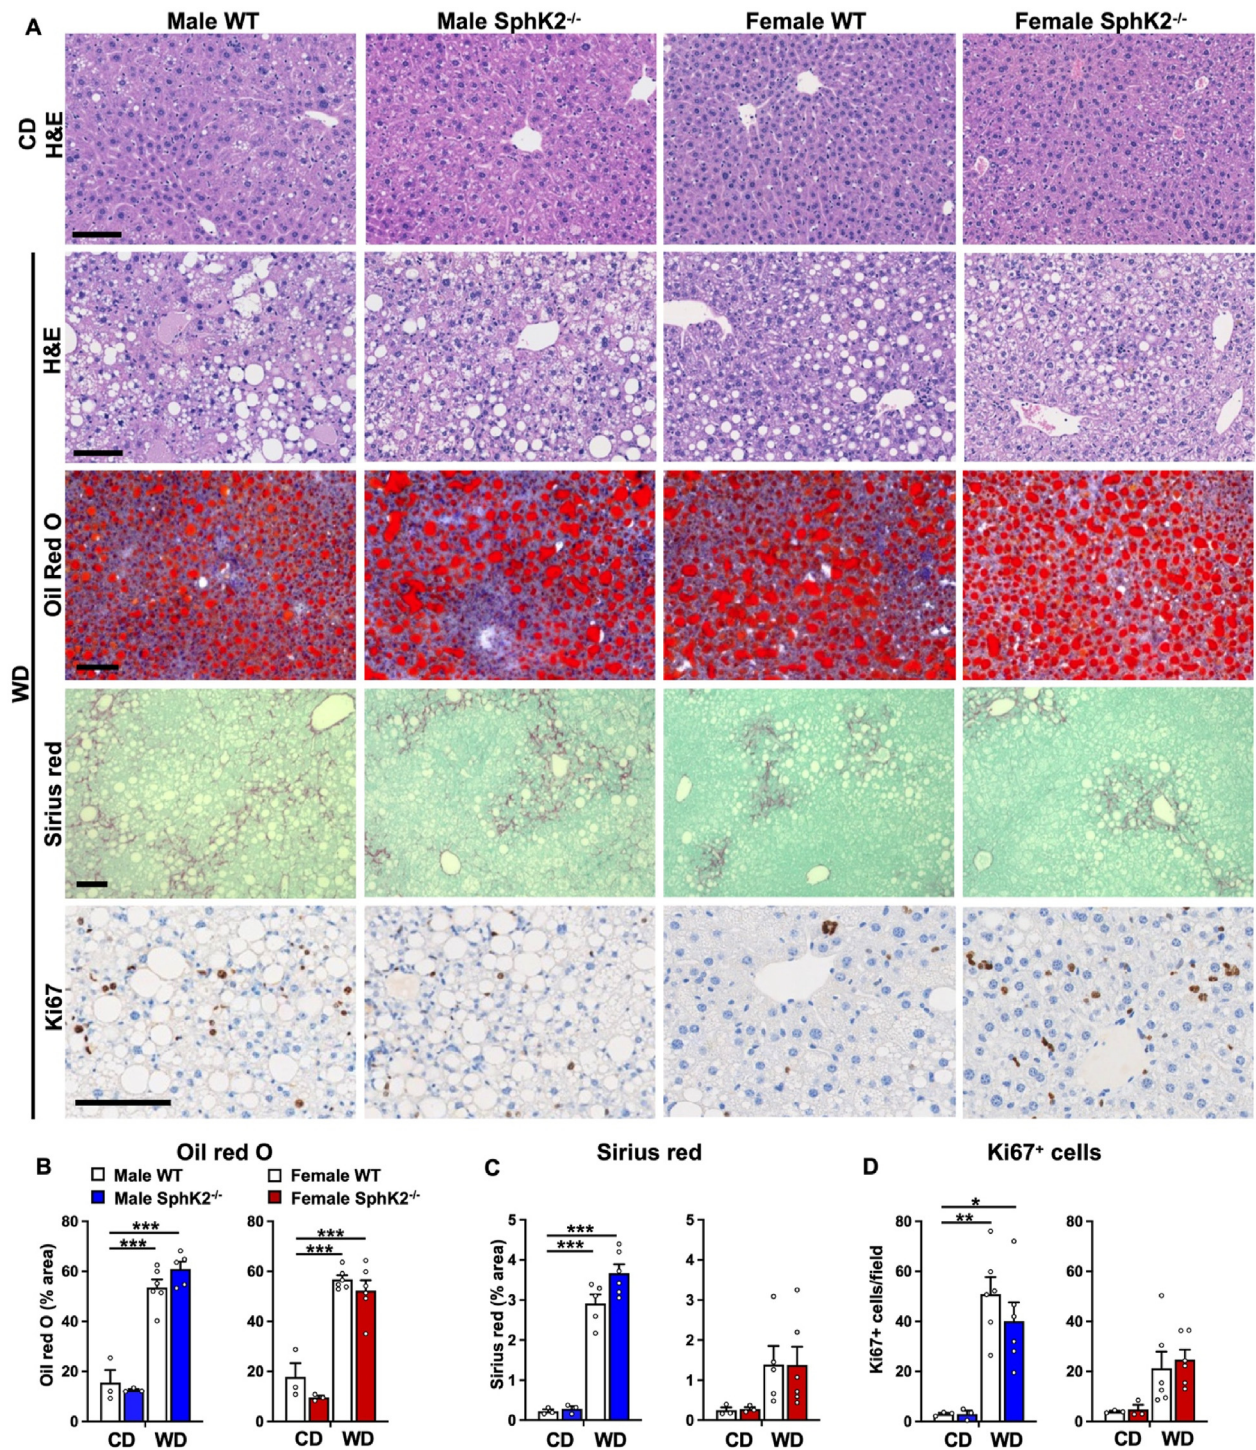 A
Male WT
Male SphK2-/-
Female WT
Female SphK2-/-
CD
H&E
WD
H&E
Oil Red O
Sirius red
Ki67
B
Oil red O
Male WT
Male SphK2-/-
Female WT
Female SphK2-/-
Oil red O (% area)
80
60
40
20
0
***
***
CD
WD
80
60
40
20
0
***
***
CD
WD
C
Sirius red
Sirius red (% area)
5
4
3
2
1
0
***
***
CD
WD
5
4
3
2
1
0
CD
WD
D
Ki67+ cells
Ki67+ cells/field
80
60
40
20
0
*
**
CD
WD
80
60
40
20
0
CD
WD